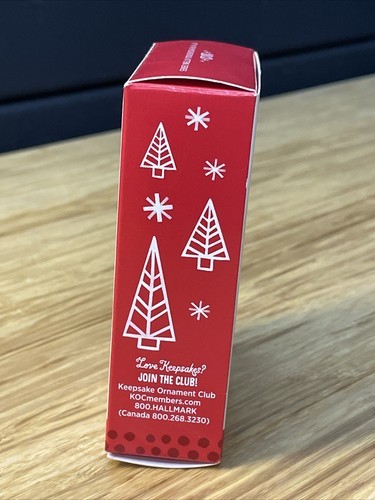 Love Keepsakes?
JOIN THE CLUB!
Keepsake Ornament Club
KOCmembers.com
800.HALLMARK
(Canada 800.268.3230)